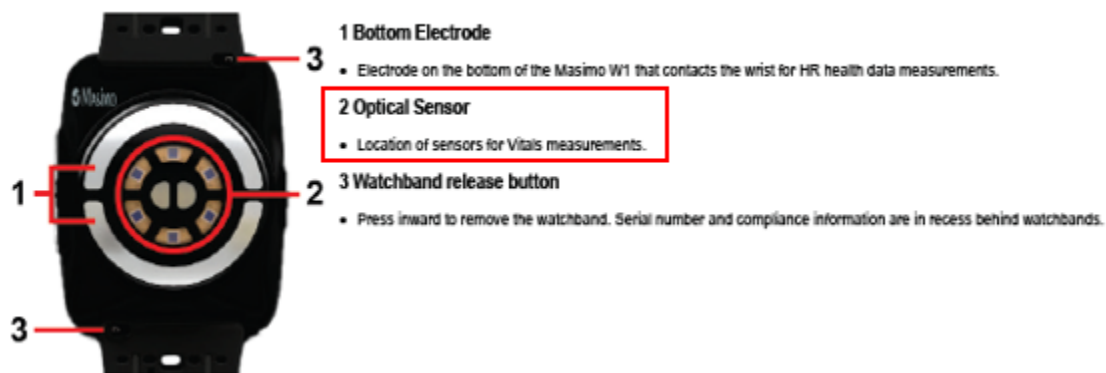 1 Bottom Electrode
• Electrode on the bottom of the Masimo W1 that contacts the wrist for HR health data measurements.
2 Optical Sensor
• Location of sensors for Vitals measurements.
3 Watchband release button
• Press inward to remove the watchband. Serial number and compliance information are in recess behind watchbands.
3
Masimo
1
2
3